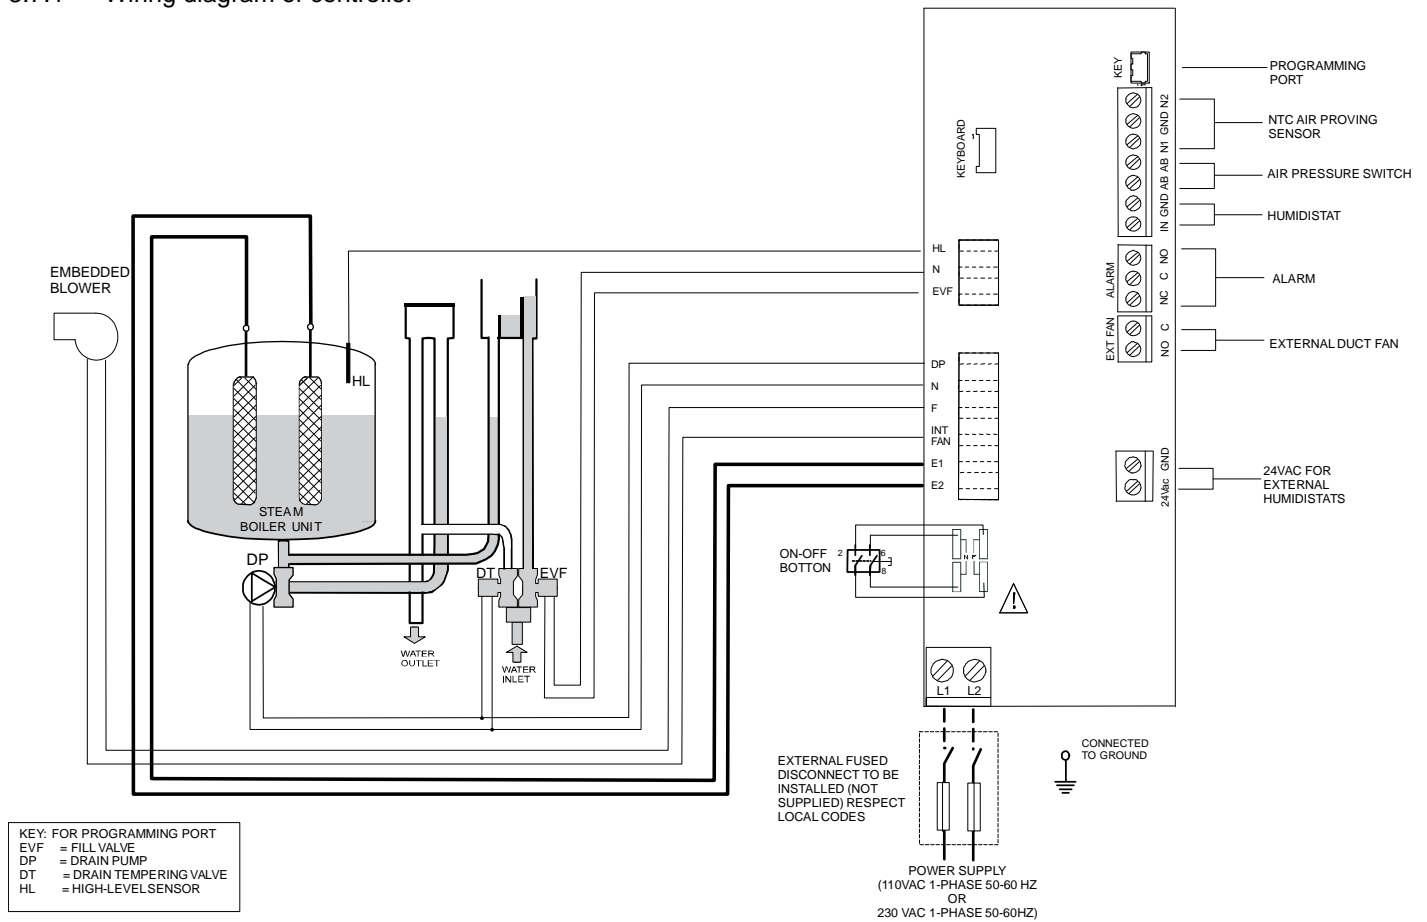 Wiring diagram of controller
KEY
PROGRAMMING
PORT
N2
GND
N1
NTC AIR PROVING
SENSOR
KEYBOARD
1
AB
AB
AIR PRESSURE SWITCH
GND
IN
HUMIDISTAT
HL
N
EVF
ALARM
NO
C
NC
ALARM
EMBEDDED
BLOWER
EXT FAN
C
NO
EXTERNAL DUCT FAN
HL
DP
N
F
INT
FAN
E1
E2
GND
24Vac
24VAC FOR
EXTERNAL
HUMIDISTATS
STEAM
BOILER UNIT
ON-OFF
BOTTON
2
6
8
DP
DT
EVF
WATER
OUTLET
WATER
INLET
L1
L2
CONNECTED
TO GROUND
EXTERNAL FUSED
DISCONNECT TO BE
INSTALLED (NOT
SUPPLIED) RESPECT
LOCAL CODES
KEY: FOR PROGRAMMING PORT
EVF = FILL VALVE
DP = DRAIN PUMP
DT = DRAIN TEMPERING VALVE
HL = HIGH-LEVEL SENSOR
POWER SUPPLY
(110VAC 1-PHASE 50-60 HZ
OR
230 VAC 1-PHASE 50-60HZ)